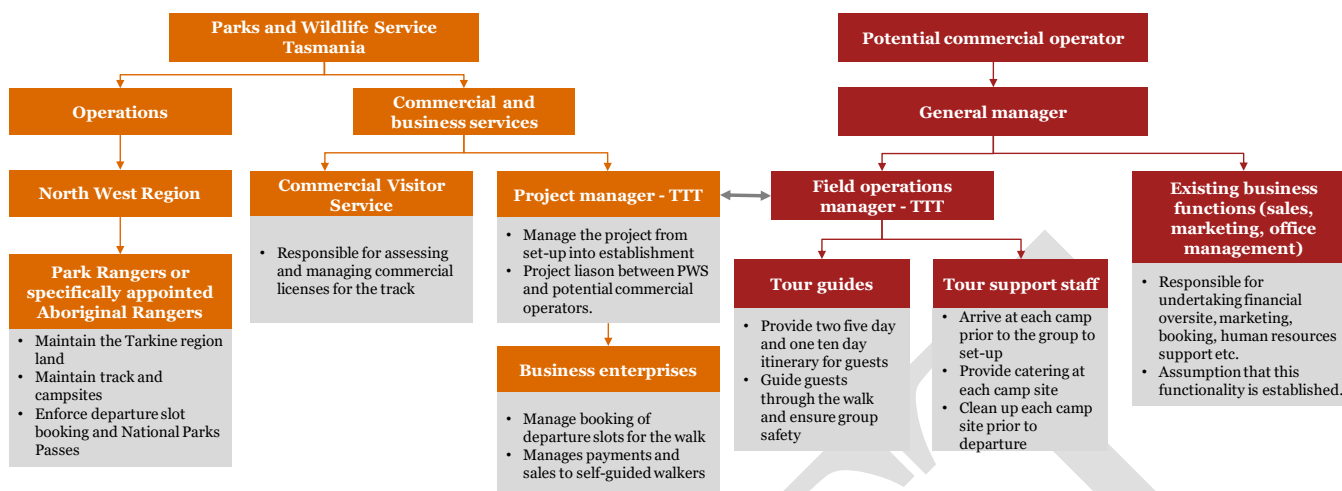 Parks and Wildlife Service
Tasmania
Potential commercial operator
Operations
Commercial and
business services
General manager
North West Region
Commercial Visitor
Service
• Responsible for assessing
and managing commercial
licenses for the track
Project manager - TTT
• Manage the project from
set-up into establishment
• Project liason between PWS
and potential commercial
operators.
Field operations
manager - TTT
Existing business
functions (sales,
marketing, office
management)
• Responsible for
undertaking financial
oversite, marketing,
booking, human resources
support etc.
• Assumption that this
functionality is established.
Park Rangers or
specifically appointed
Aboriginal Rangers
• Maintain the Tarkine region
land
• Maintain track and
campsites
• Enforce departure slot
booking and National Parks
Passes
Business enterprises
• Manage booking of
departure slots for the walk
• Manages payments and
sales to self-guided walkers
Tour guides
• Provide two five day
and one ten day
itinerary for guests
• Guide guests
through the walk
and ensure group
safety
Tour support staff
• Arrive at each camp
prior to the group to
set-up
• Provide catering at
each camp site
• Clean up each camp
site prior to
departure